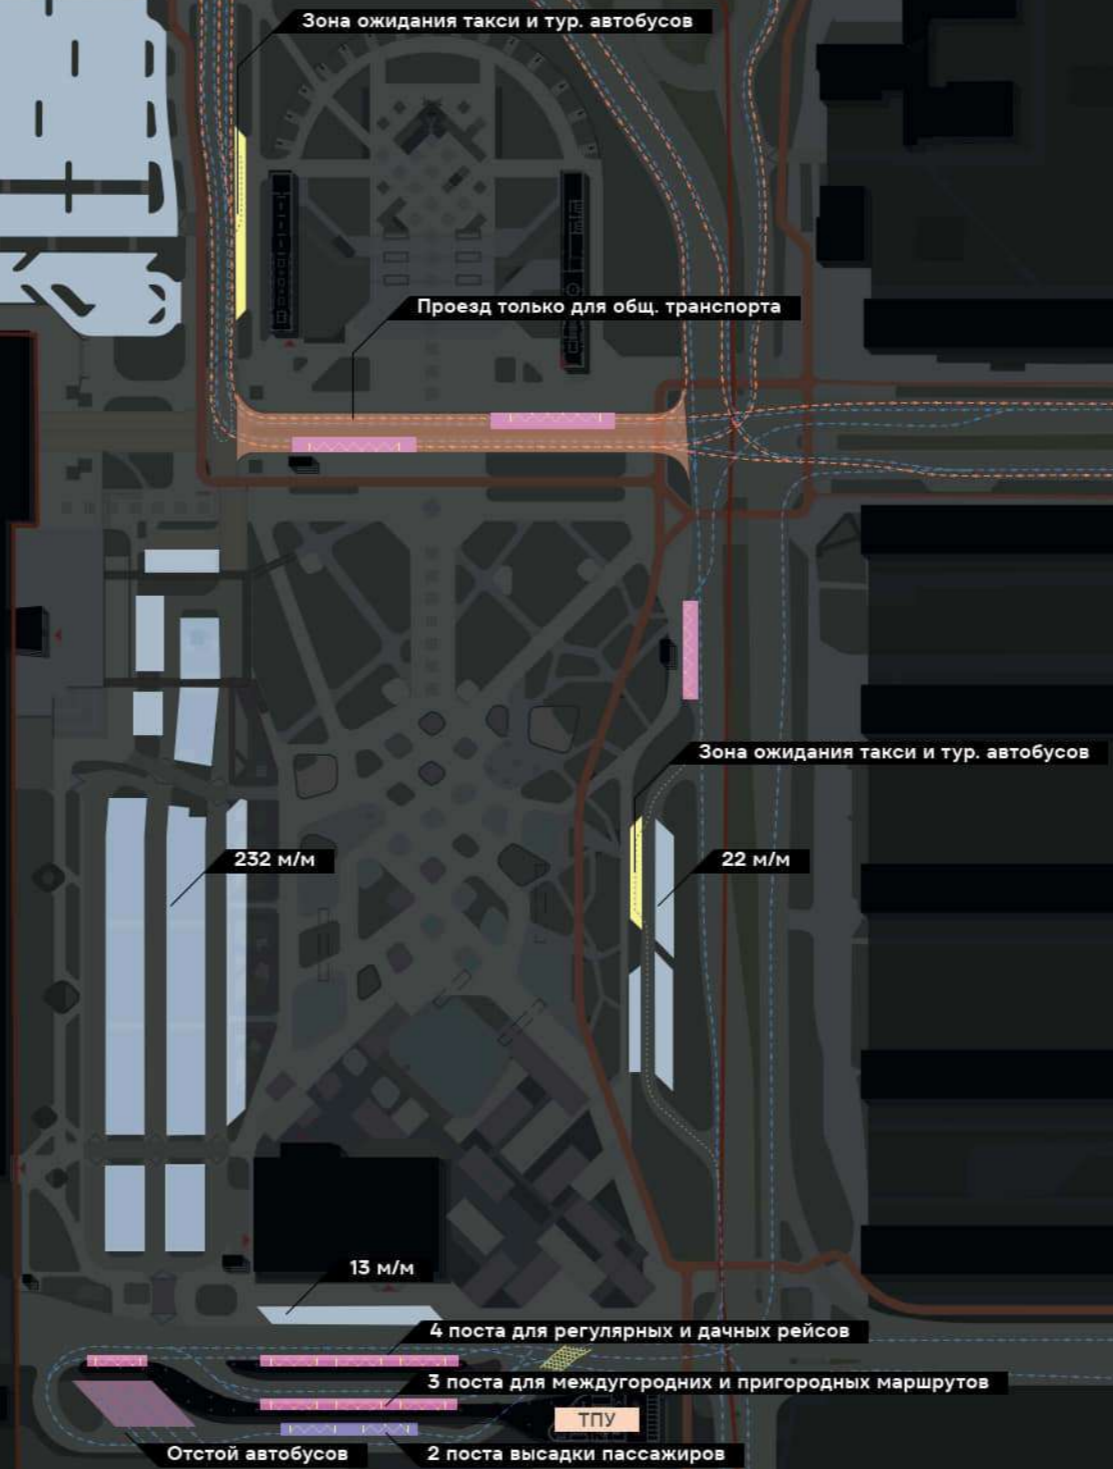 Зона ожидания такси и тур. автобусов
Проезд только для общ. транспорта
Зона ожидания такси и тур. автобусов
232 м/м
22 м/м
13 м/м
4 поста для регулярных и дачных рейсов
3 поста для междугородних и пригородных маршрутов
ТПУ
Отстой автобусов
2 поста высадки пассажиров